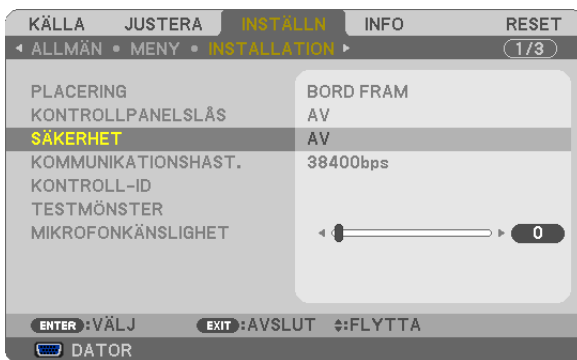 KÄLLA JUSTERA INSTÄLLN INFO RESET
ALLMÄN • MENY • INSTALLATION 1/3
PLACERING BORD FRAM
KONTROLLPANELSLÅS AV
SÄKERHET AV
KOMMUNIKATIONSHAST. 38400bps
KONTROLL-ID
TESTMÖNSTER
MIKROFONKÄNSLIGHET 0
ENTER :VÄLJ EXIT :AVSLUT :FLYTTA
DATOR